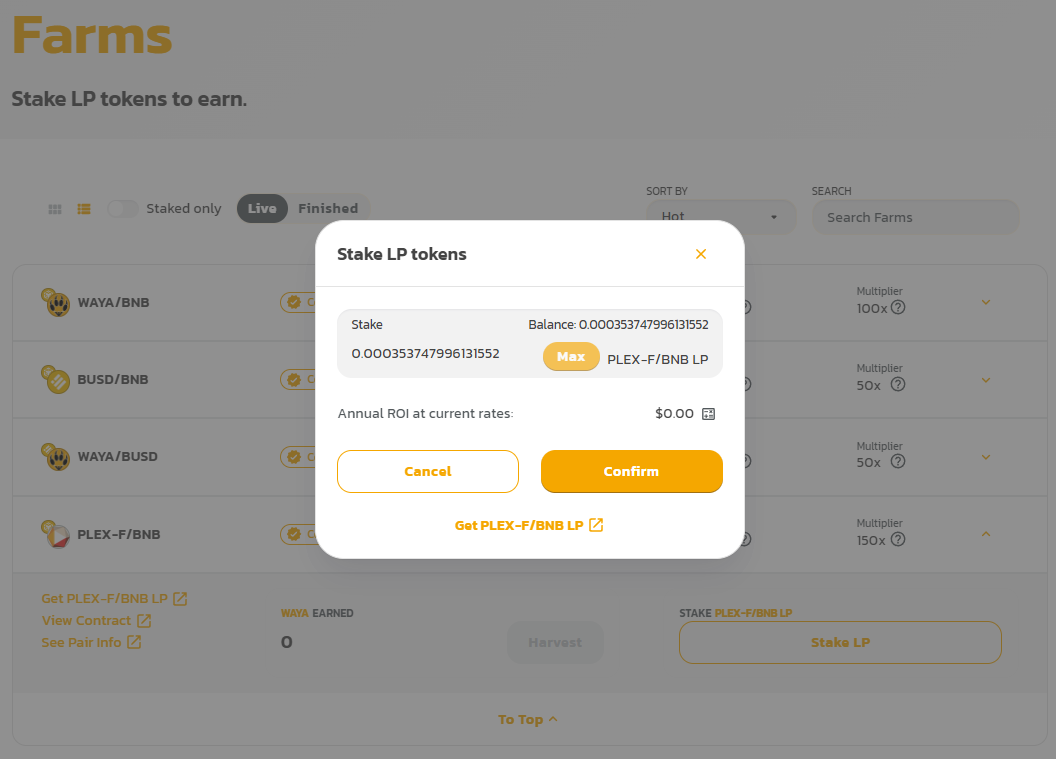 Farms
Stake LP tokens to earn.
SORT BY
SEARCH
Staked only
Live
Finished
Hot
Search Farms
Stake LP tokens
WAYA/BNB
Multiplier
100x
Stake
Balance: 0.000353747996131552
0.000353747996131552
Max
PLEX-F/BNB LP
BUSD/BNB
Multiplier
50x
Annual ROI at current rates:
$0.00
WAYA/BUSD
Multiplier
50x
Cancel
Confirm
Get PLEX-F/BNB LP
PLEX-F/BNB
Multiplier
150x
Get PLEX-F/BNB LP
View Contract
See Pair Info
WAYA EARNED
0
Harvest
STAKE PLEX-F/BNB LP
Stake LP
To Top